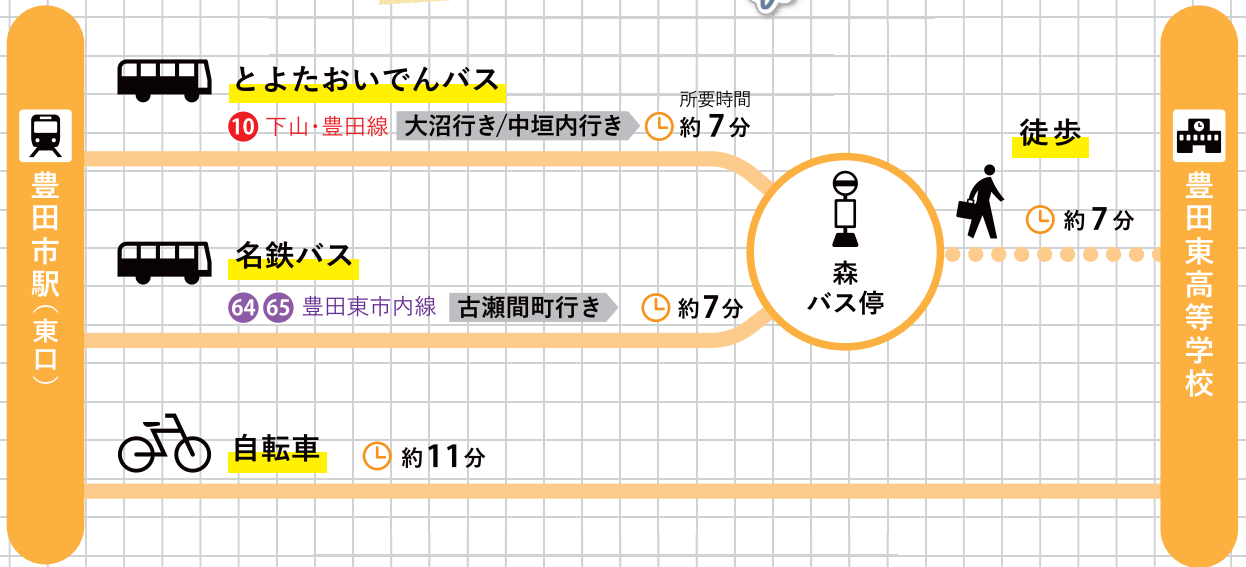 豊田市駅（東口）
とよたおいでんバス
10 下山・豊田線 大沼行き/中垣内行き
所要時間
約7分
名鉄バス
64 65 豊田東市内線 古瀬間町行き 約7分
自転車 約11分
森
バス停
徒歩
約7分
豊田東高等学校